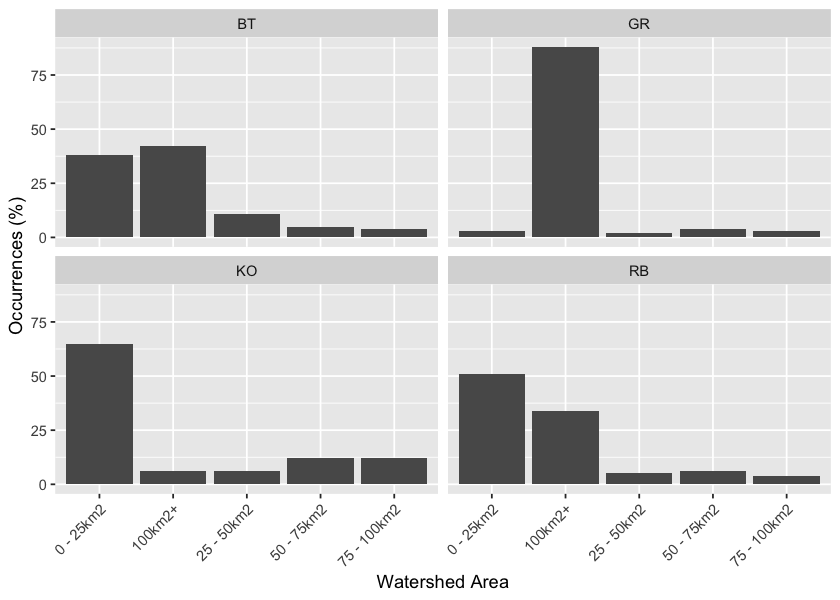 BT
GR
75
50
25
0
Occurrences (%)
KO
RB
75
50
25
0
0 - 25km2
100km2+
25 - 50km2
50 - 75km2
75 - 100km2
0 - 25km2
100km2+
25 - 50km2
50 - 75km2
75 - 100km2
Watershed Area